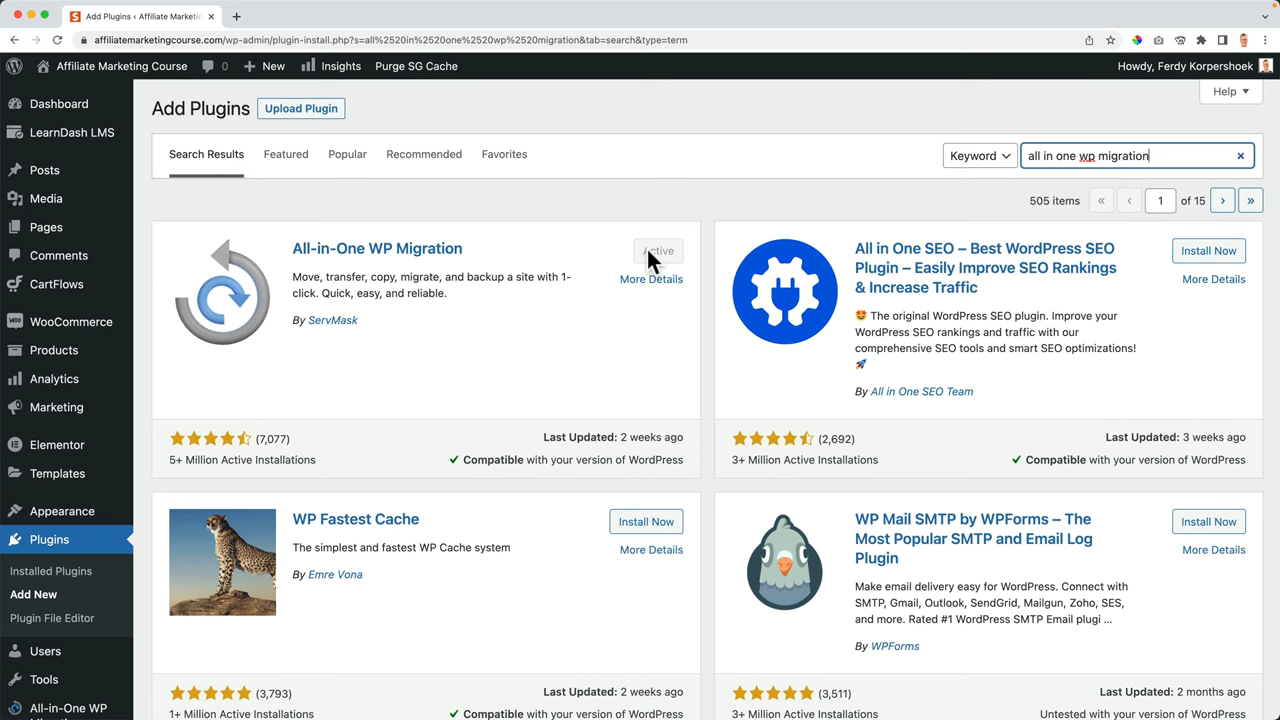 Add Plugins ‹ Affiliate Marketin
affiliatemarketingcourse.com/wp-admin/plugin-install.php?s=all%2520in%2520one%2520wp%2520migration&tab=search&type=term
Affiliate Marketing Course
0
New
Insights
Purge SG Cache
Howdy, Ferdy Korpershoek
Dashboard
LearnDash LMS
Posts
Media
Pages
Comments
CartFlows
WooCommerce
Products
Analytics
Marketing
Elementor
Templates
Appearance
Plugins
Installed Plugins
Add New
Plugin File Editor
Users
Tools
All-in-One WP
Help ▼
Add Plugins
Upload Plugin
Search Results
Featured
Popular
Recommended
Favorites
Keyword
all in one wp migration
505 items
«
‹
1
of 15
›
»
All-in-One WP Migration
Active
More Details
Move, transfer, copy, migrate, and backup a site with 1-
click. Quick, easy, and reliable.
By ServMask
(7,077)
5+ Million Active Installations
Last Updated: 2 weeks ago
Compatible with your version of WordPress
All in One SEO – Best WordPress SEO
Plugin – Easily Improve SEO Rankings
& Increase Traffic
Install Now
More Details
🤩 The original WordPress SEO plugin. Improve your
WordPress SEO rankings and traffic with our
comprehensive SEO tools and smart SEO optimizations!
🚀
By All in One SEO Team
(2,692)
3+ Million Active Installations
Last Updated: 3 weeks ago
Compatible with your version of WordPress
WP Fastest Cache
Install Now
More Details
The simplest and fastest WP Cache system
By Emre Vona
(3,793)
1+ Million Active Installations
Last Updated: 2 weeks ago
Compatible with your version of WordPress
WP Mail SMTP by WPForms – The
Most Popular SMTP and Email Log
Plugin
Install Now
More Details
Make email delivery easy for WordPress. Connect with
SMTP, Gmail, Outlook, SendGrid, Mailgun, Zoho, SES,
and more. Rated #1 WordPress SMTP Email plugi ...
By WPForms
(3,511)
3+ Million Active Installations
Last Updated: 2 months ago
Untested with your version of WordPress